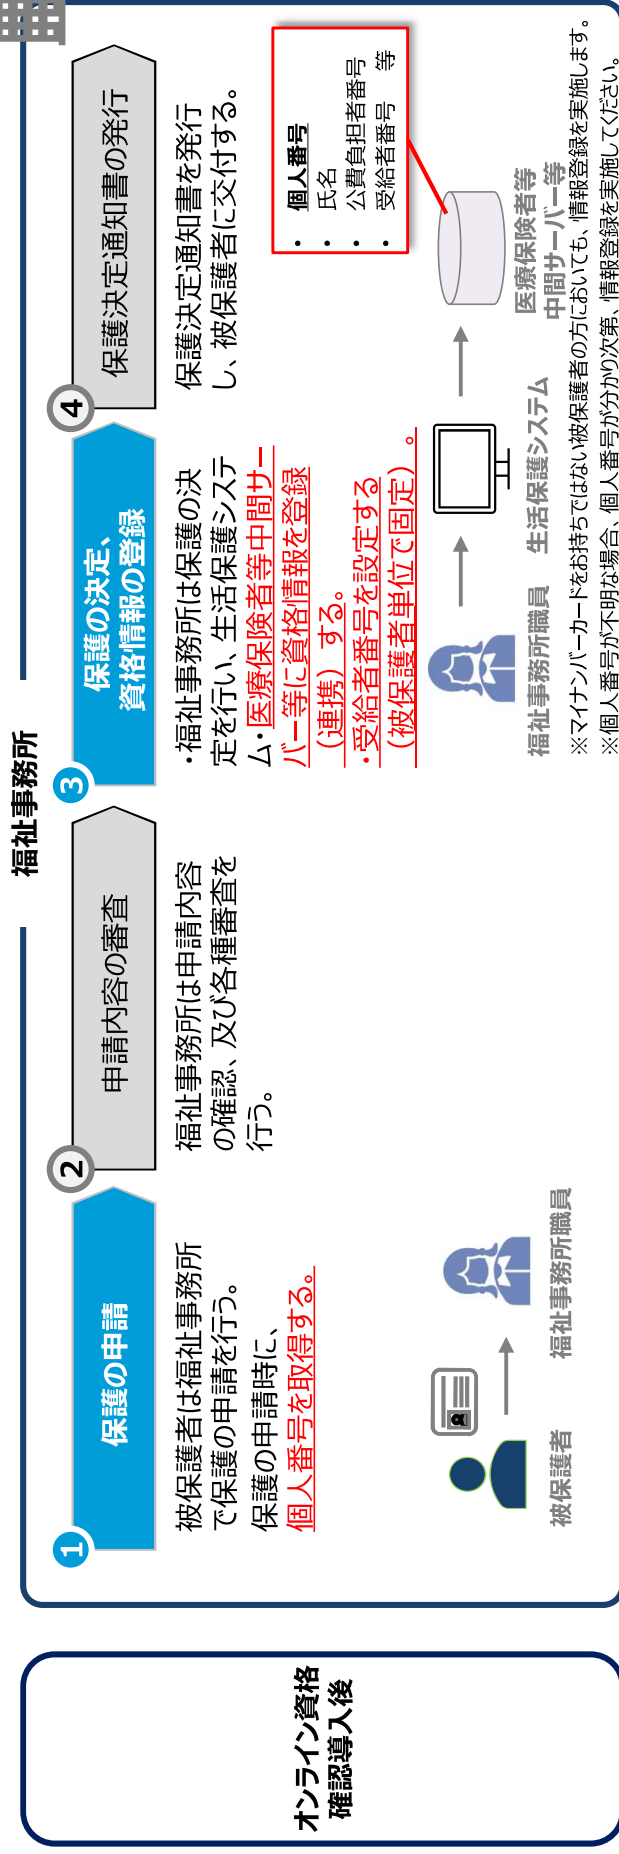 オンライン資格
確認導入後
福祉事務所
1
保護の申請
被保護者は福祉事務所
で保護の申請を行う。
保護の申請時に、
個人番号を取得する。
被保護者
福祉事務所職員
2
申請内容の審査
福祉事務所は申請内容
の確認、及び各種審査を
行う。
3
保護の決定、
資格情報の登録
・福祉事務所は保護の決
定を行い、生活保護システ
ム・医療保険者等中間サー
バー等に資格情報を登録
（連携）する。
・受給者番号を設定する
（被保護者単位で固定）。
福祉事務所職員
生活保護システム
医療保険者等
中間サーバー等
4
保護決定通知書の発行
保護決定通知書を発行
し、被保護者に交付する。
• 個人番号
• 氏名
• 公費負担者番号
• 受給者番号　等
※マイナンバーカードをお持ちではない被保護者の方においても、情報登録を実施します。
※個人番号が不明な場合、個人番号が分かり次第、情報登録を実施してください。